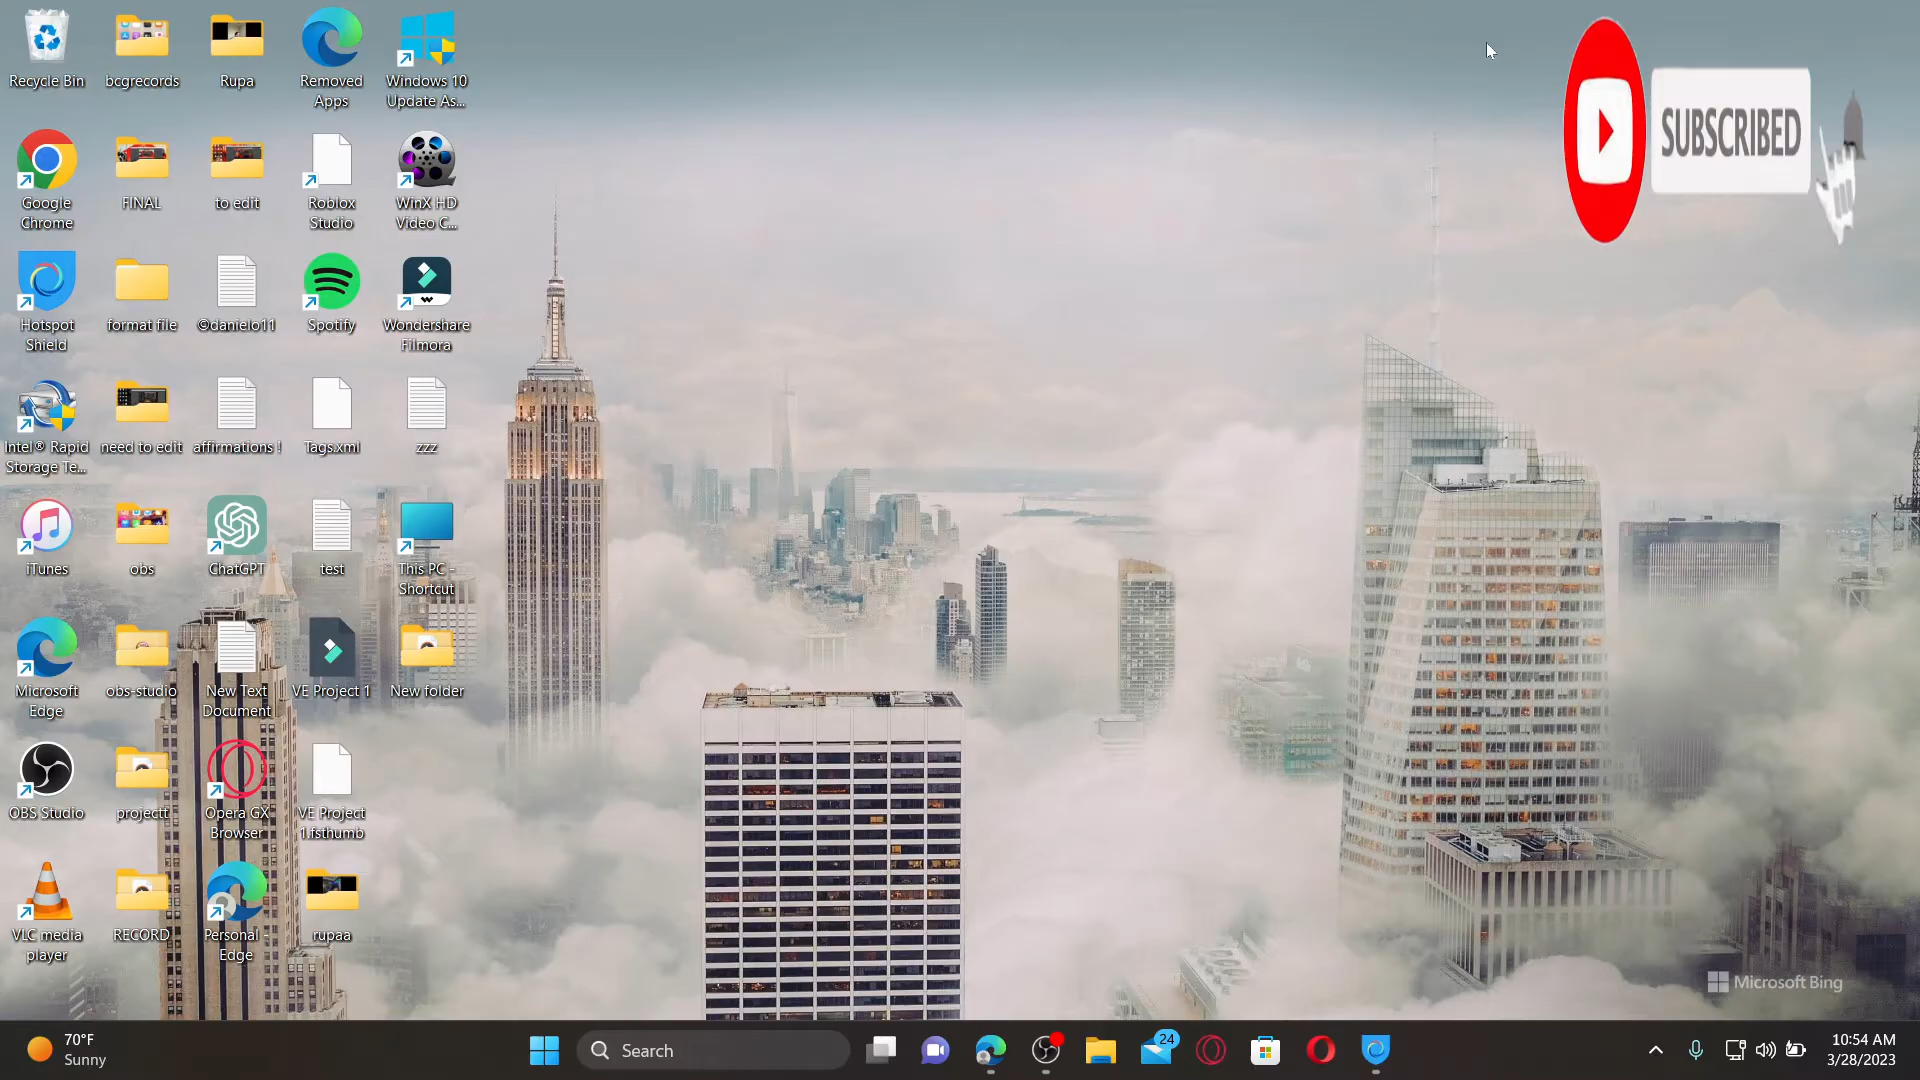 Recycle Bin
bcgrecords
Rupa
Removed
Apps
Windows 10
Update As...
SUBSCRIBED
Google
Chrome
FINAL
to edit
Roblox
Studio
WinX HD
Video C...
Hotspot
Shield
format file
©danielo11
Spotify
Wondershare
Filmora
Intel® Rapid
Storage Te...
need to edit
affirmations !
Tags.xml
zzz
iTunes
obs
ChatGPT
test
This PC -
Shortcut
Microsoft
Edge
obs-studio
New Text
Document
VE Project 1
New folder
OBS Studio
projectt
Opera GX
Browser
VE Project
1.fsthumb
VLC media
player
RECORD
Personal -
Edge
rupaa
Microsoft Bing
70°F
Sunny
Search
24
10:54 AM
3/28/2023